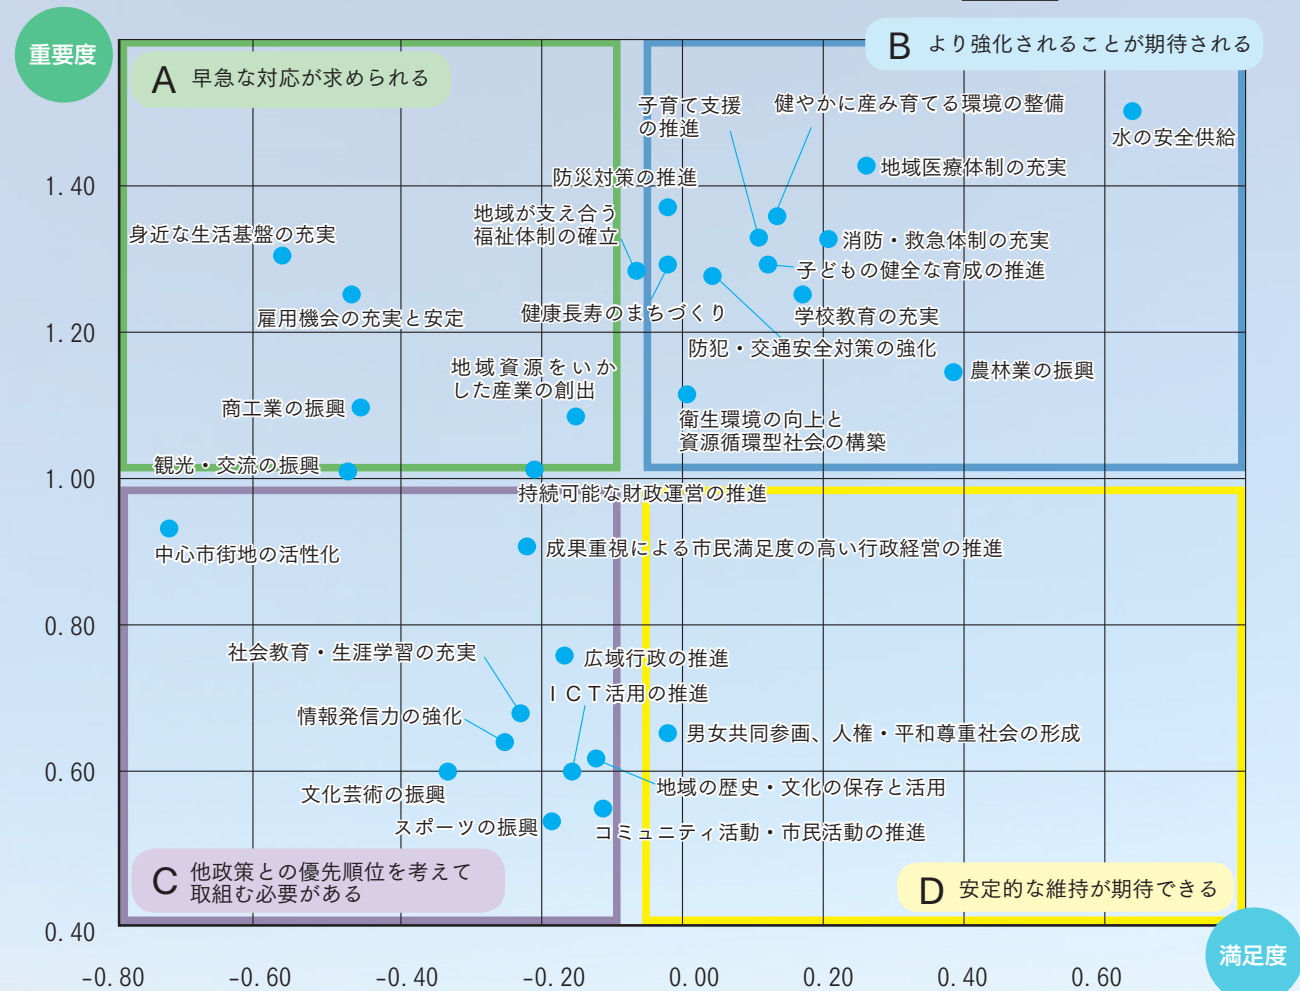 重要度
A 早急な対応が求められる
B より強化されることが期待される
子育て支援
の推進
健やかに産み育てる環境の整備
水の安全供給
地域医療体制の充実
防災対策の推進
1.40
地域が支え合う
福祉体制の確立
身近な生活基盤の充実
消防・救急体制の充実
子どもの健全な育成の推進
健康長寿のまちづくり
雇用機会の充実と安定
学校教育の充実
1.20
防犯・交通安全対策の強化
地域資源をいか
した産業の創出
農林業の振興
商工業の振興
衛生環境の向上と
資源循環型社会の構築
観光・交流の振興
1.00
持続可能な財政運営の推進
中心市街地の活性化
成果重視による市民満足度の高い行政経営の推進
0.80
社会教育・生涯学習の充実
広域行政の推進
ICT活用の推進
情報発信力の強化
男女共同参画、人権・平和尊重社会の形成
0.60
文化芸術の振興
地域の歴史・文化の保存と活用
スポーツの振興
コミュニティ活動・市民活動の推進
C 他政策との優先順位を考えて
取組む必要がある
D 安定的な維持が期待できる
0.40
満足度
-0.80 -0.60 -0.40 -0.20 0.00 0.20 0.40 0.60